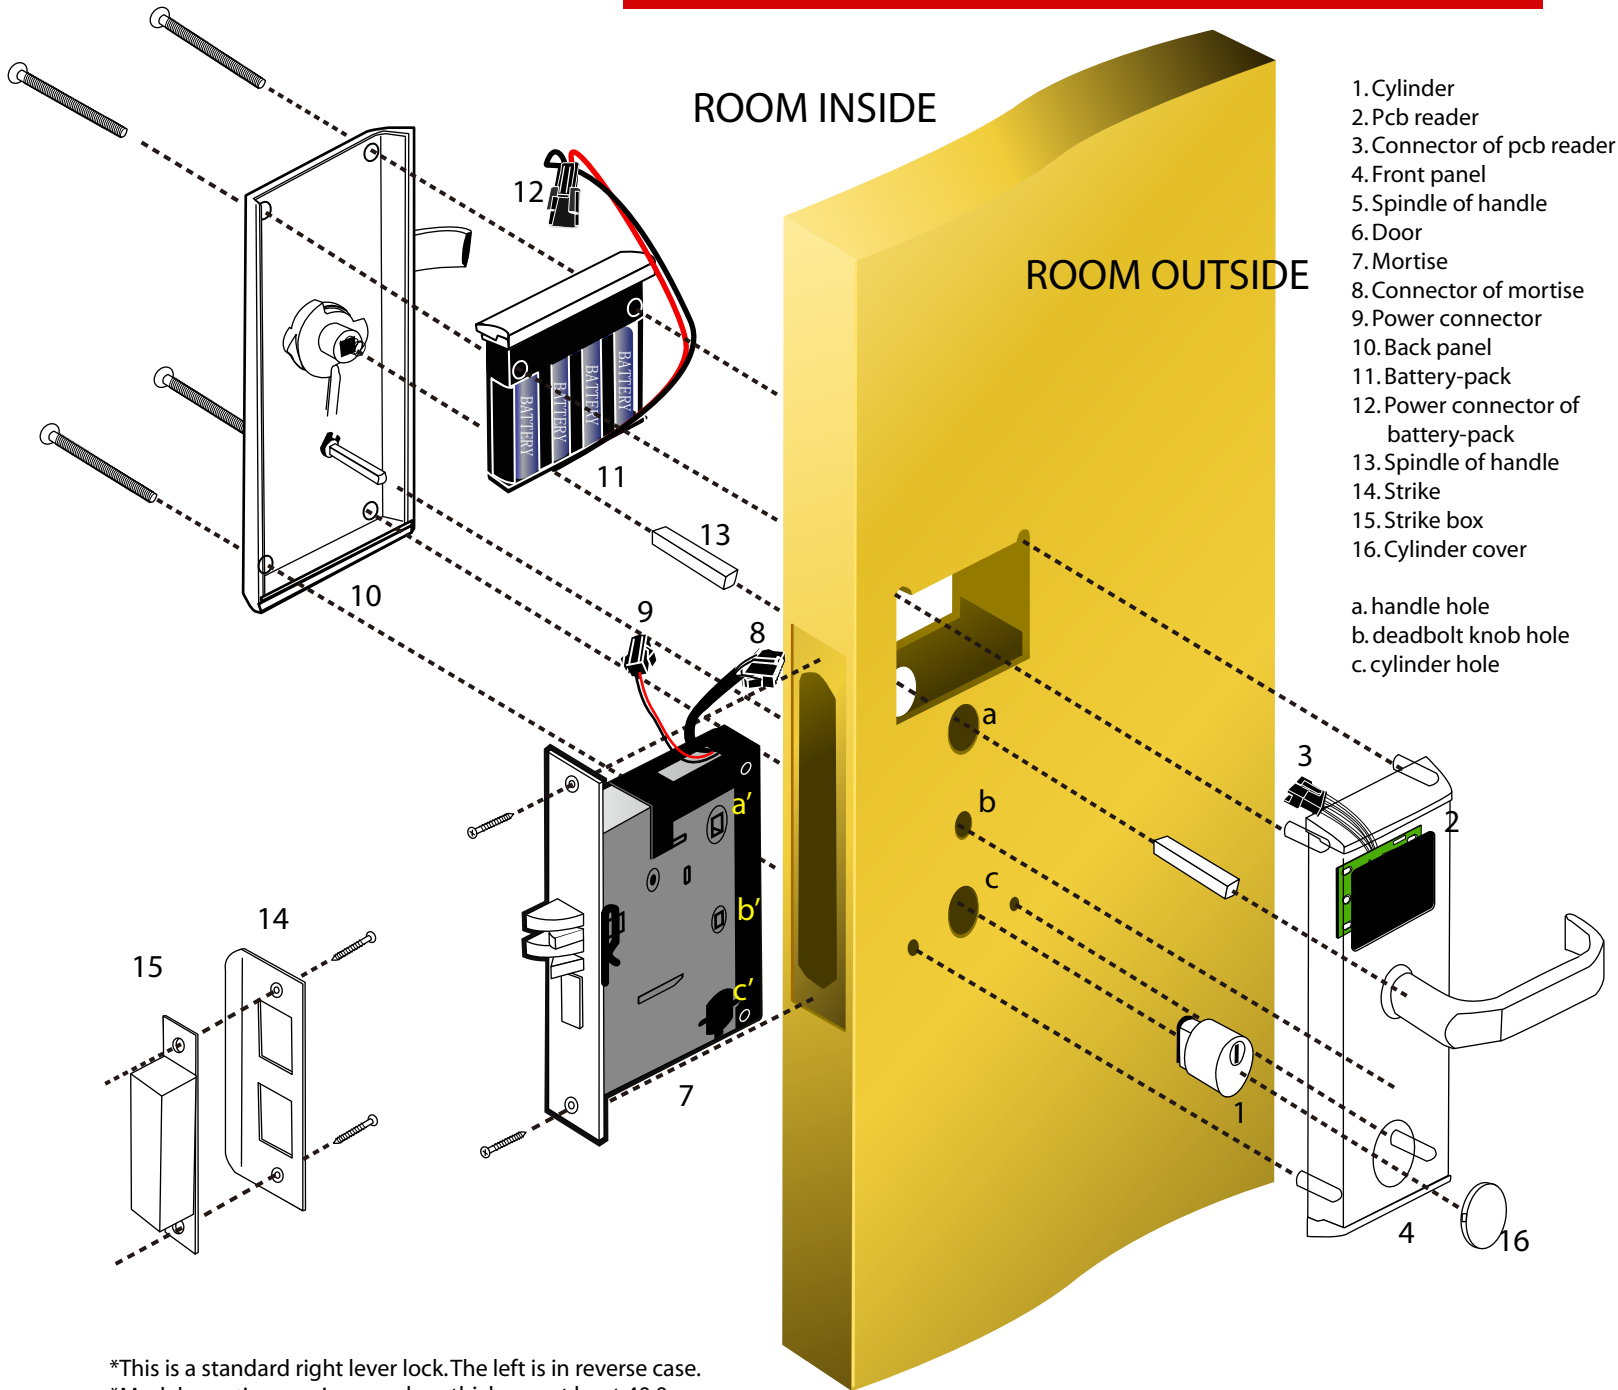 ROOM INSIDE
ROOM OUTSIDE
1. Cylinder
2. Pcb reader
3. Connector of pcb reader
4. Front panel
5. Spindle of handle
6. Door
7. Mortise
8. Connector of mortise
9. Power connector
10. Back panel
11. Battery-pack
12. Power connector of
battery-pack
13. Spindle of handle
14. Strike
15. Strike box
16. Cylinder cover
a. handle hole
b. deadbolt knob hole
c. cylinder hole
12
BATTERY
BATTERY
BATTERY
BATTERY
11
13
10
9
8
a
b
c
3
2
a'
b'
c'
14
15
7
1
4
16
*This is a standard right lever lock. The left is in reverse case.